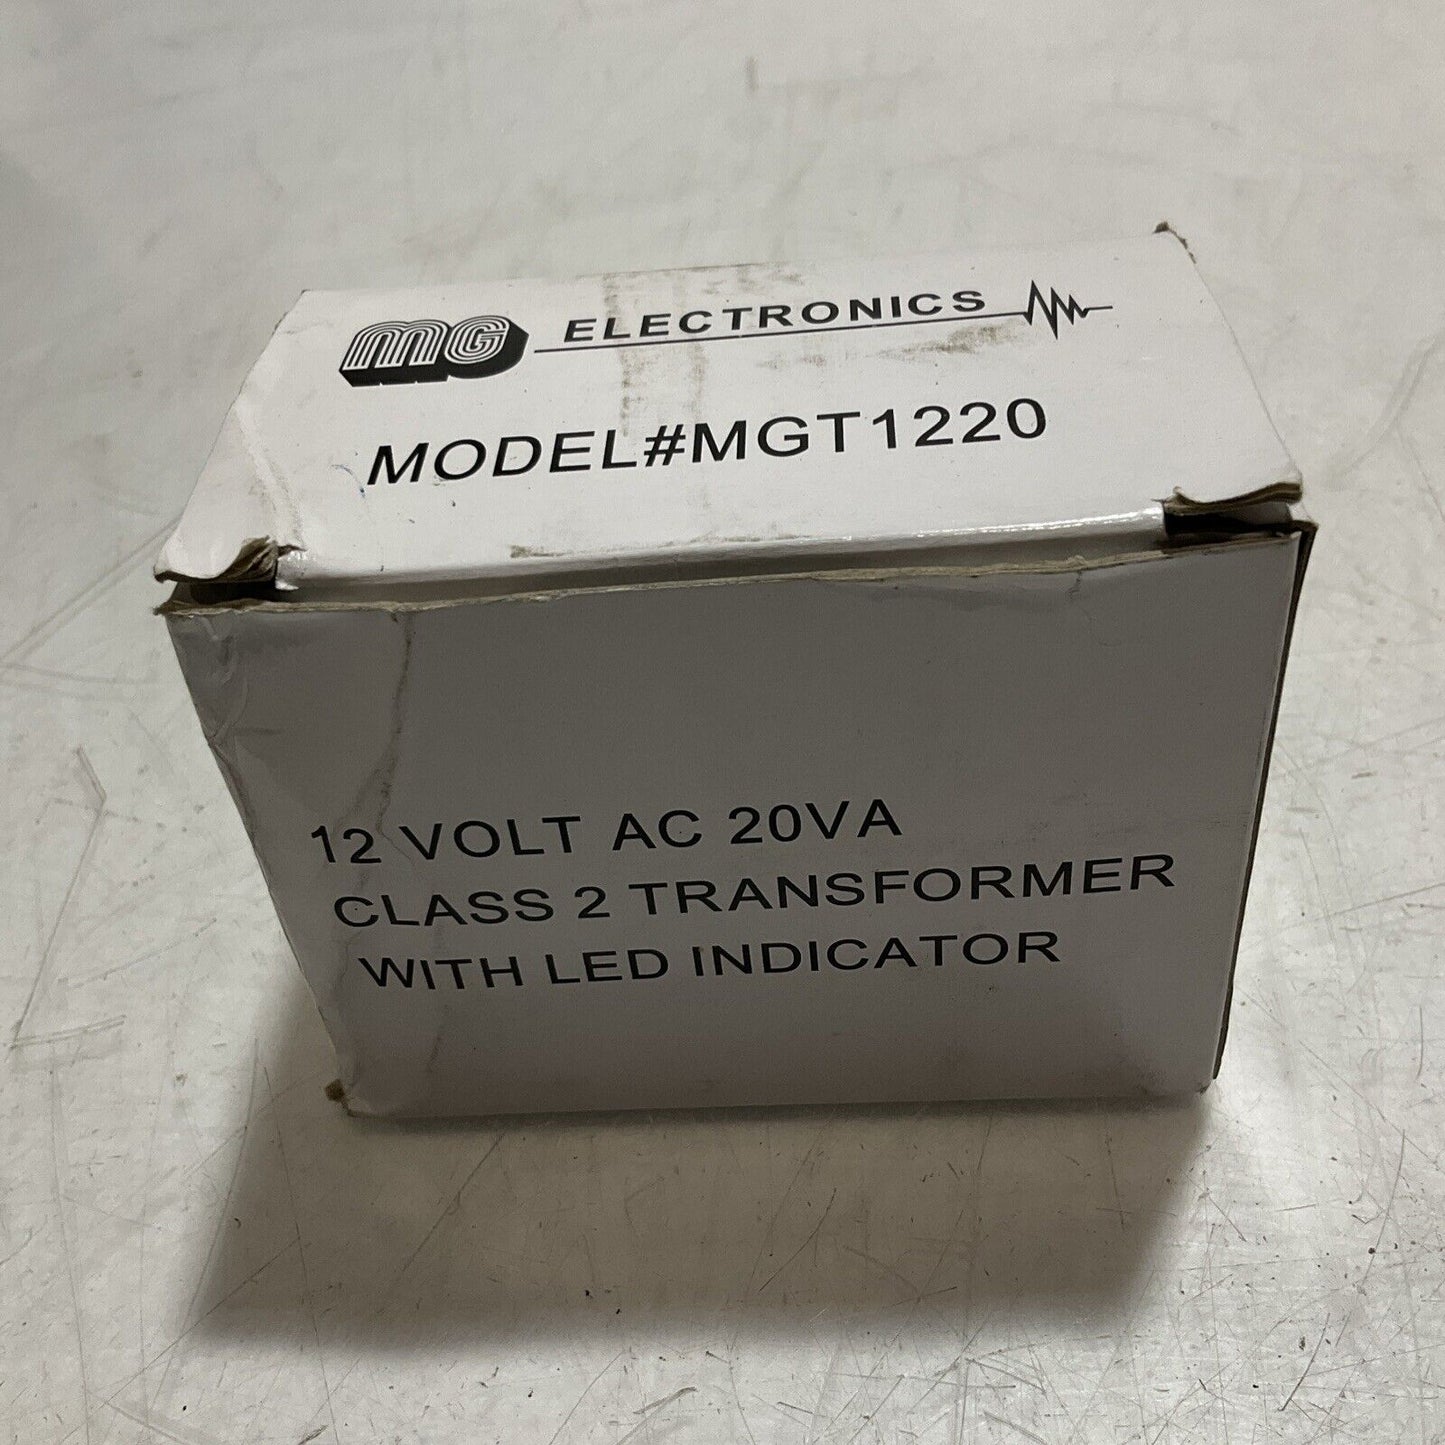 MG ELECTRONICS
MODEL#MGT1220
12 VOLT AC 20VA
CLASS 2 TRANSFORMER
WITH LED INDICATOR